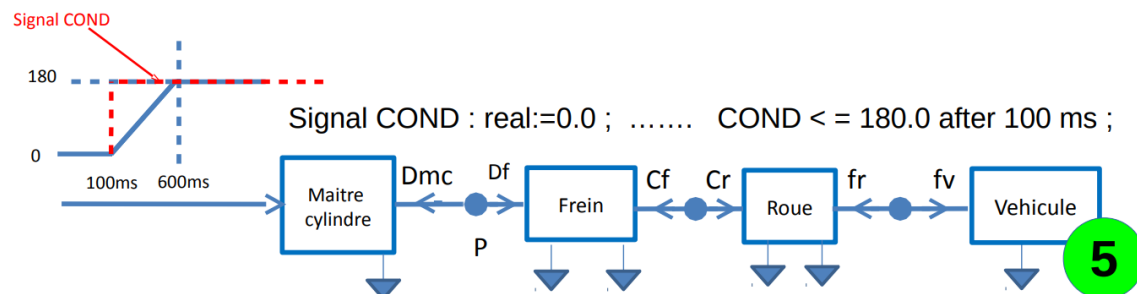 Signal COND
180
0
100ms 600ms
Signal COND : real:=0.0 ; ....... COND < = 180.0 after 100 ms ;
Maitre
cylindre
Dmc
Df
P
Frein
Cf
Cr
Roue
fr
fv
Vehicule
5